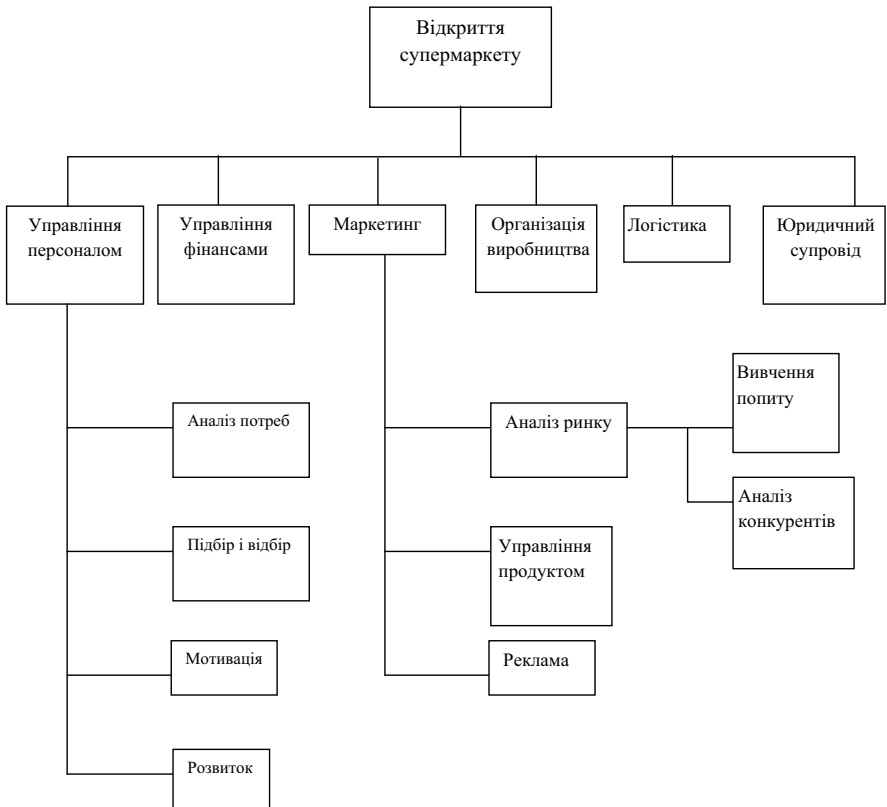 Відкриття
супермаркету
Управління
персоналом
Управління
фінансами
Маркетинг
Організація
виробництва
Логістика
Юридичний
супровід
Аналіз потреб
Підбір і відбір
Мотивація
Розвиток
Аналіз ринку
Управління
продуктом
Реклама
Вивчення
попиту
Аналіз
конкурентів